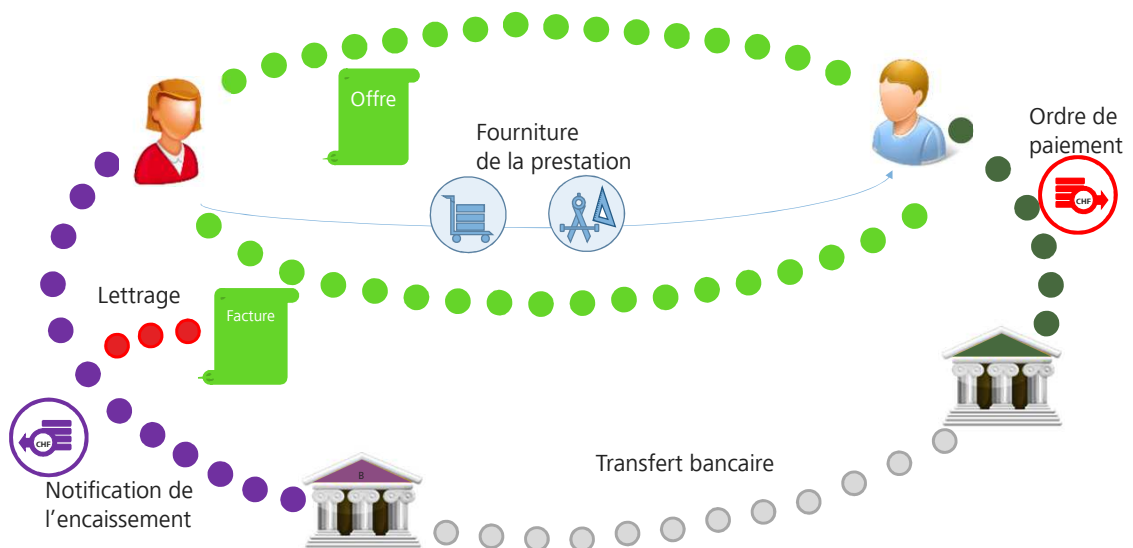 Offre
Fourniture
de la prestation
Ordre de
paiement
CHF
Lettrage
Facture
CHF
Notification de
l'encaissement
B
Transfert bancaire